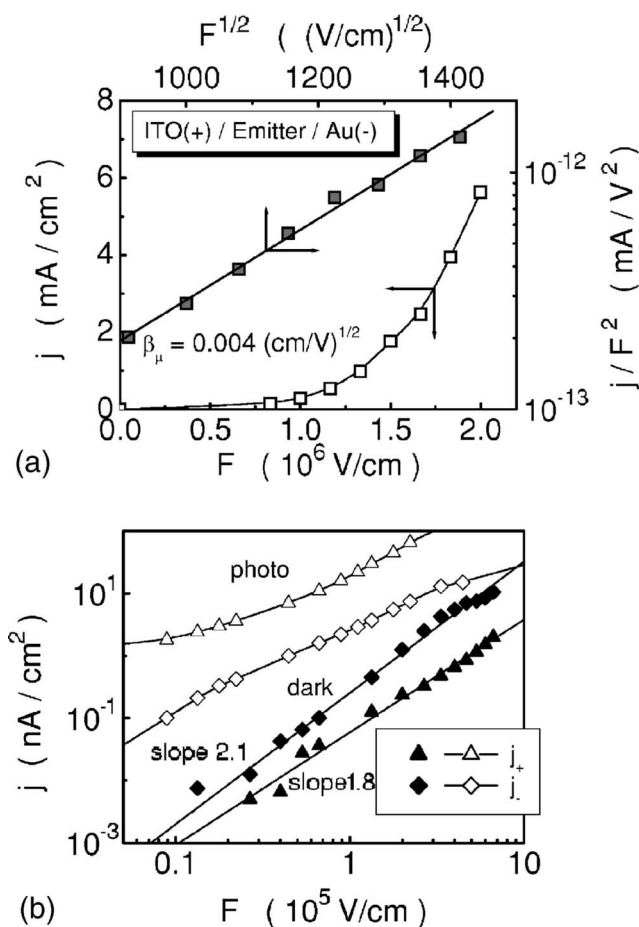 F^{1/2} ( (V/cm)^{1/2})
1000 1200 1400
8
6
4
2
0
ITO(+) / Emitter / Au(-)
10^{-12}
10^{-13}
j ( mA / cm^2 )
j / F^2 ( mA / V^2 )
β_μ = 0.004 (cm/V)^{1/2}
0.0 0.5 1.0 1.5 2.0
(a) F ( 10^6 V/cm)
photo
dark
slope 2.1
slope1.8
j_+
j_-
10^1
10^{-1}
10^{-3}
j ( nA / cm^2 )
0.1 1 10
(b) F ( 10^5 V/cm)